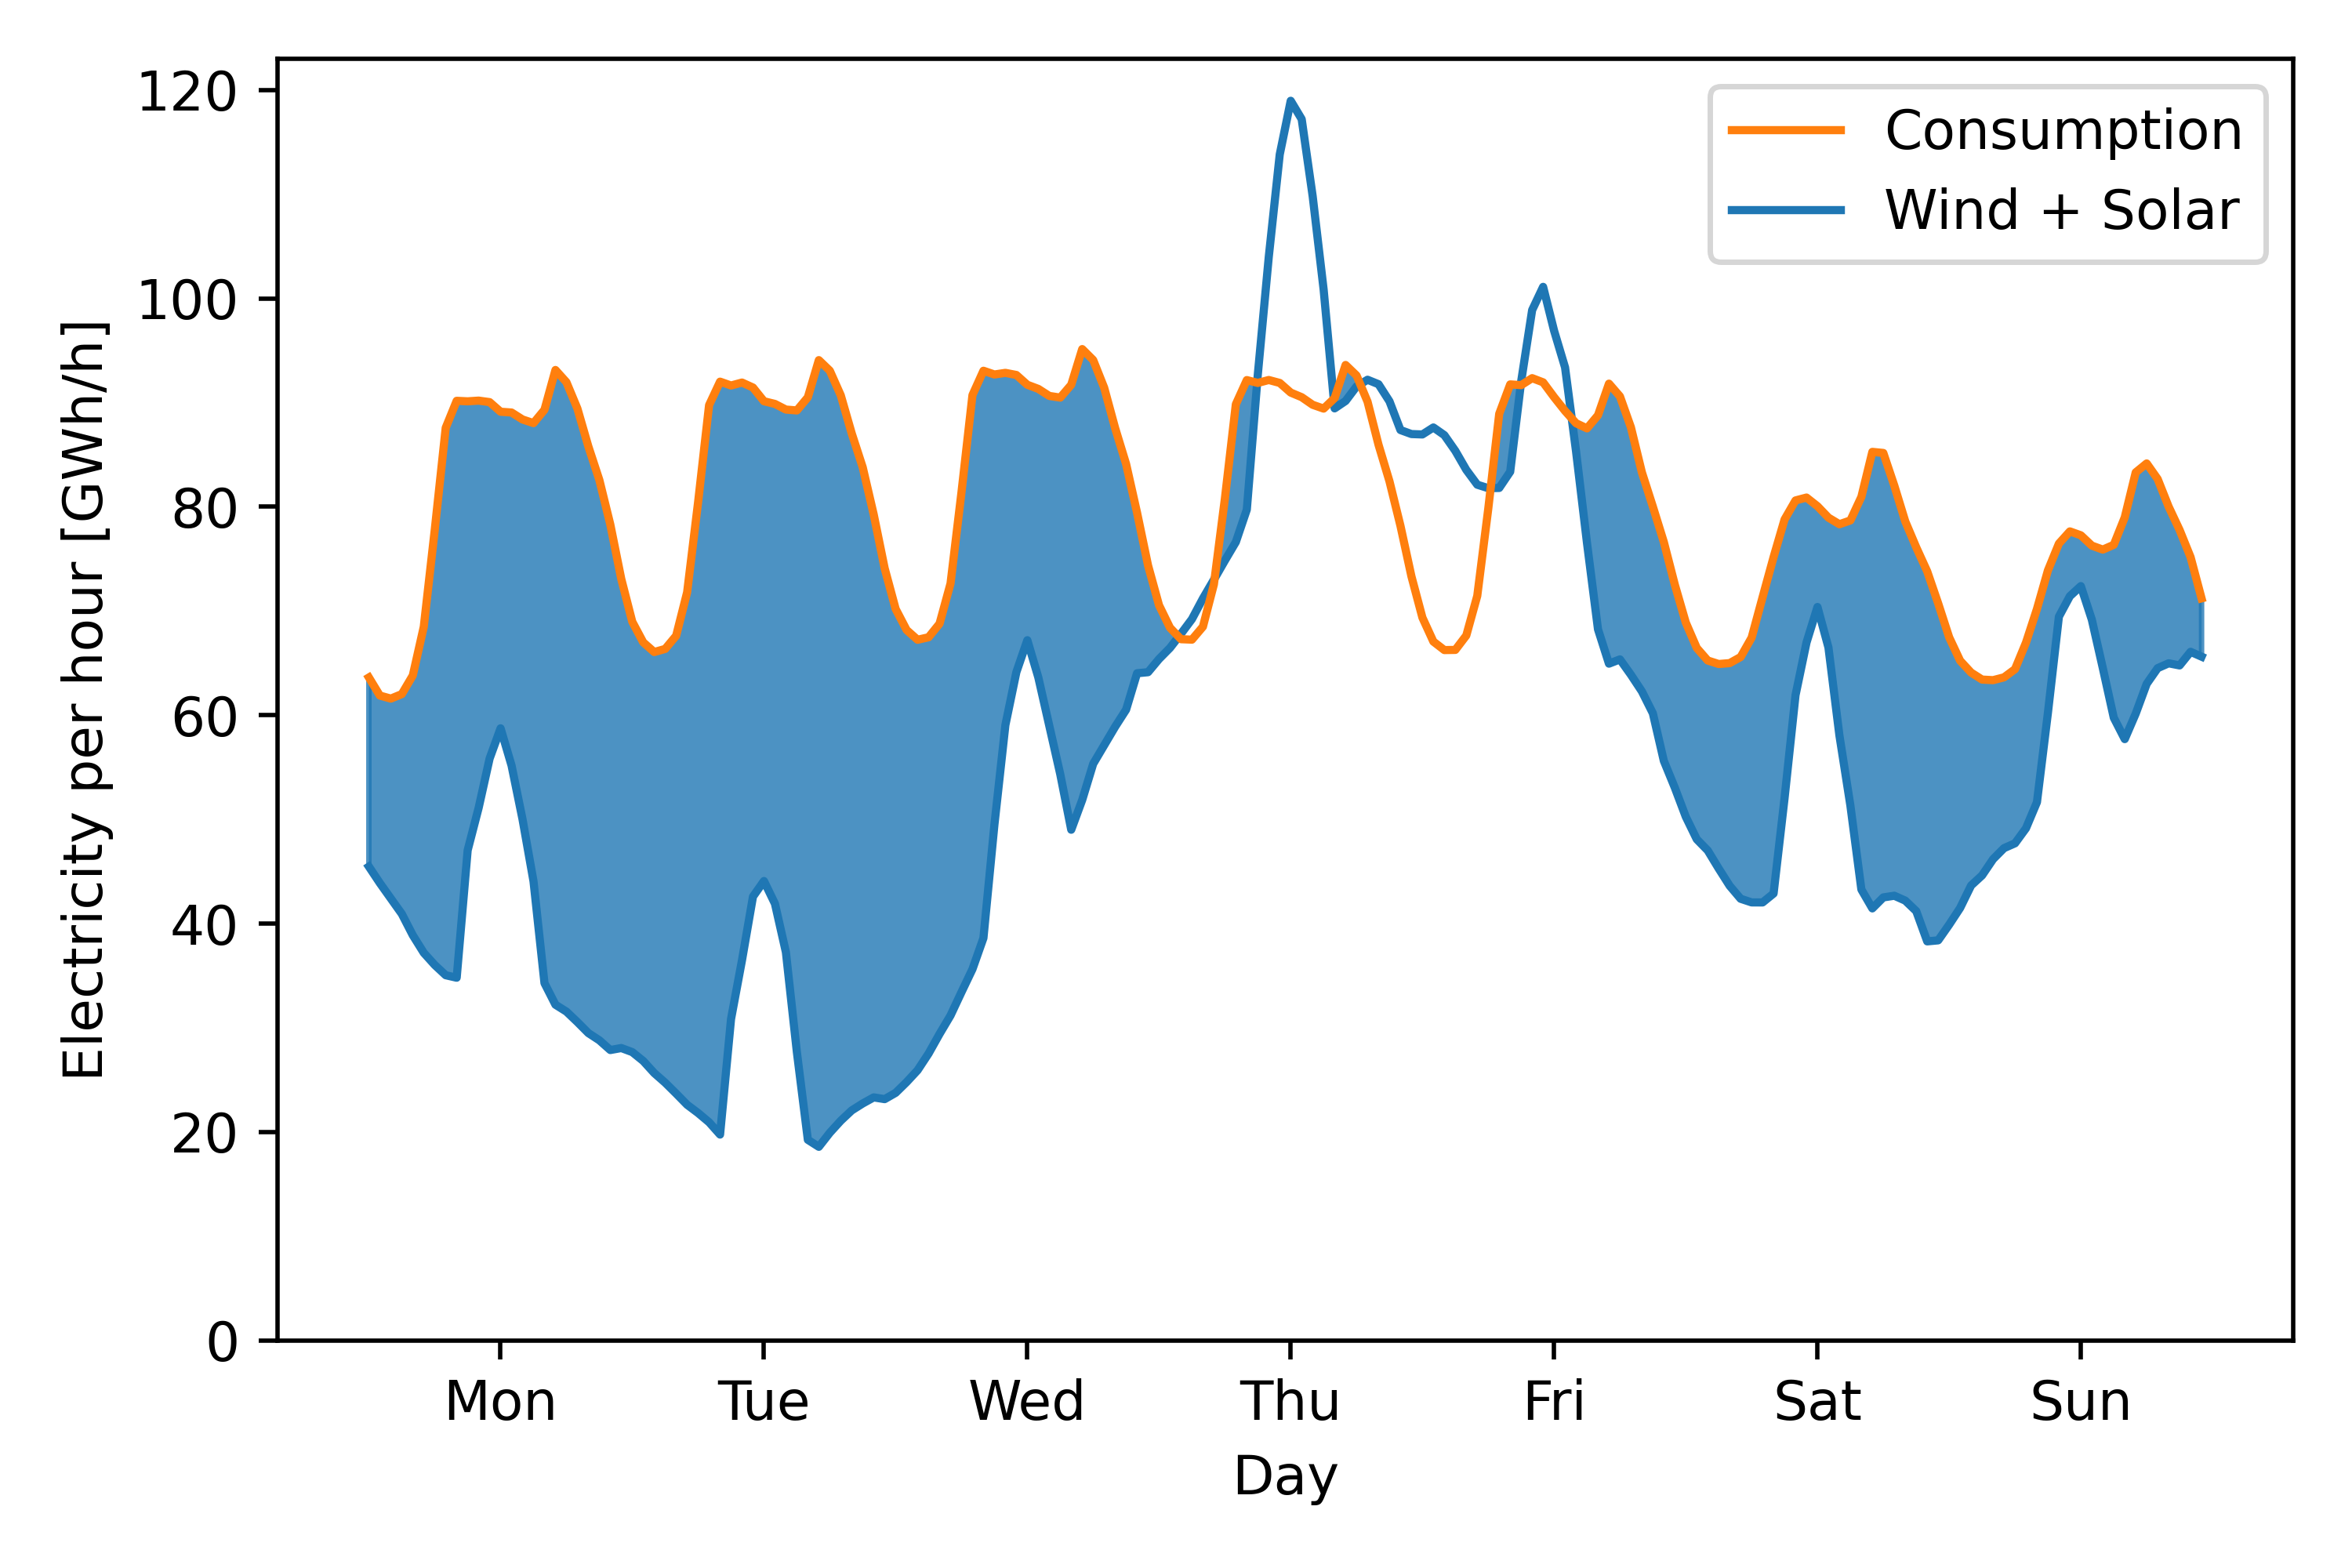 120
100
80
60
40
20
0
Electricity per hour [GWh/h]
Consumption
Wind + Solar
Mon Tue Wed Thu Fri Sat Sun
Day